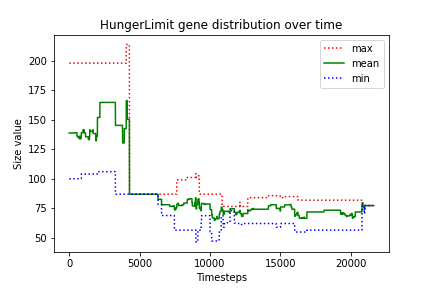 HungerLimit gene distribution over time
max
mean
min
Size value
200
175
150
125
100
75
50
0
5000
10000
15000
20000
Timesteps